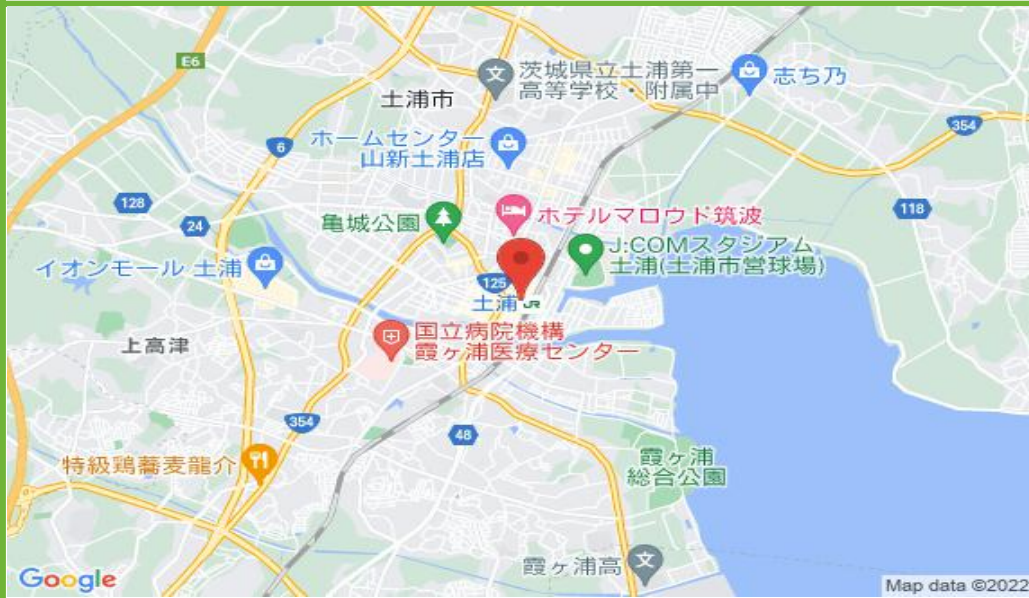 E6
茨城県立土浦第一
高等学校・附属中
志ち乃
土浦市
354
6
ホームセンター
山新土浦店
128
118
24
亀城公園
ホテルマロウド筑波
J:COMスタジアム
土浦(土浦市営球場)
イオンモール 土浦
125
土浦
JR
国立病院機構
霞ヶ浦医療センター
上高津
354
48
特級鶏蕎麦龍介
霞ヶ浦
総合公園
霞ヶ浦高
Google
Map data ©2022